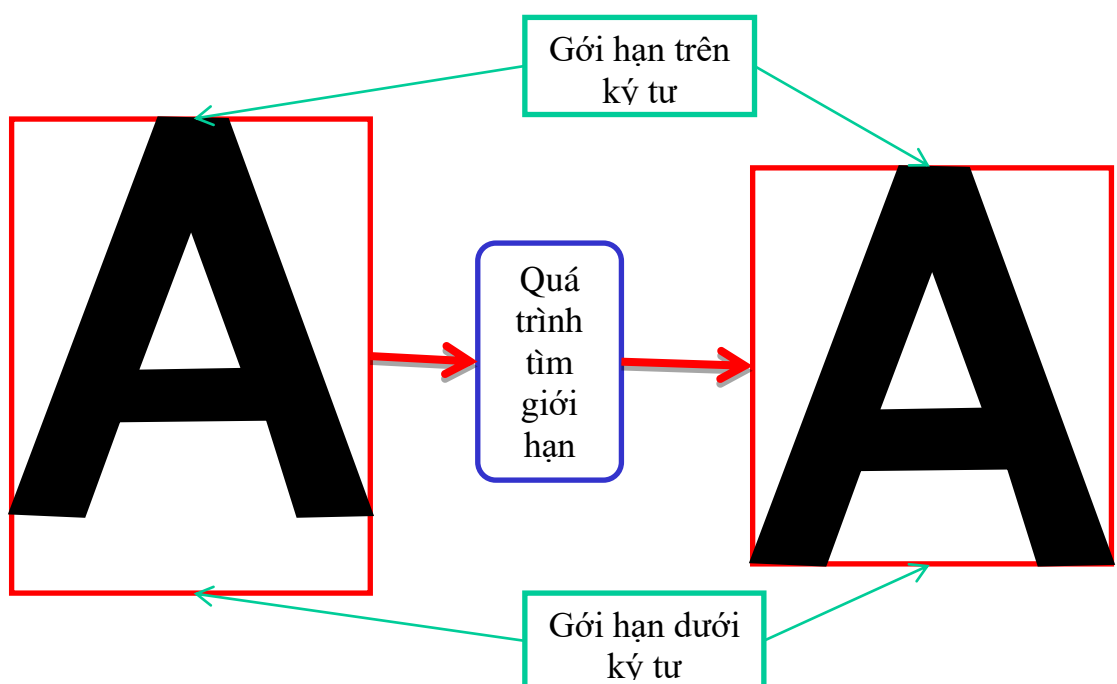 Gới hạn trên
ký tư
Quá
trình
tìm
giới
hạn
Gới hạn dưới
ký tư